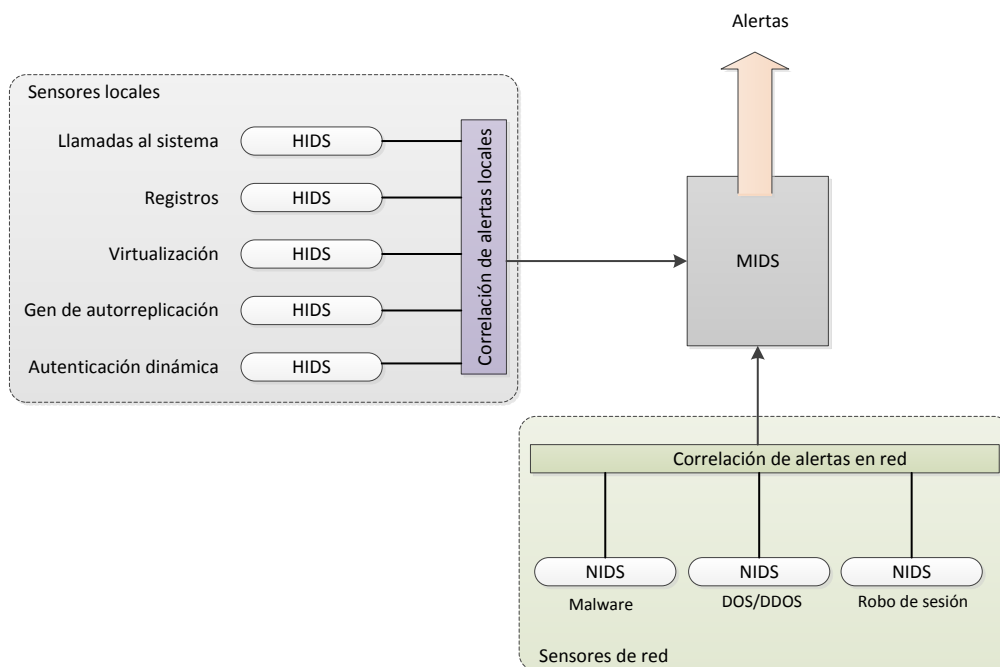 Alertas
Sensores locales
Llamadas al sistema HIDS
Registros HIDS
Virtualización HIDS
Gen de autorreplicación HIDS
Autenticación dinámica HIDS
Correlación de alertas locales
MIDS
Correlación de alertas en red
NIDS NIDS NIDS
Malware DOS/DDOS Robo de sesión
Sensores de red